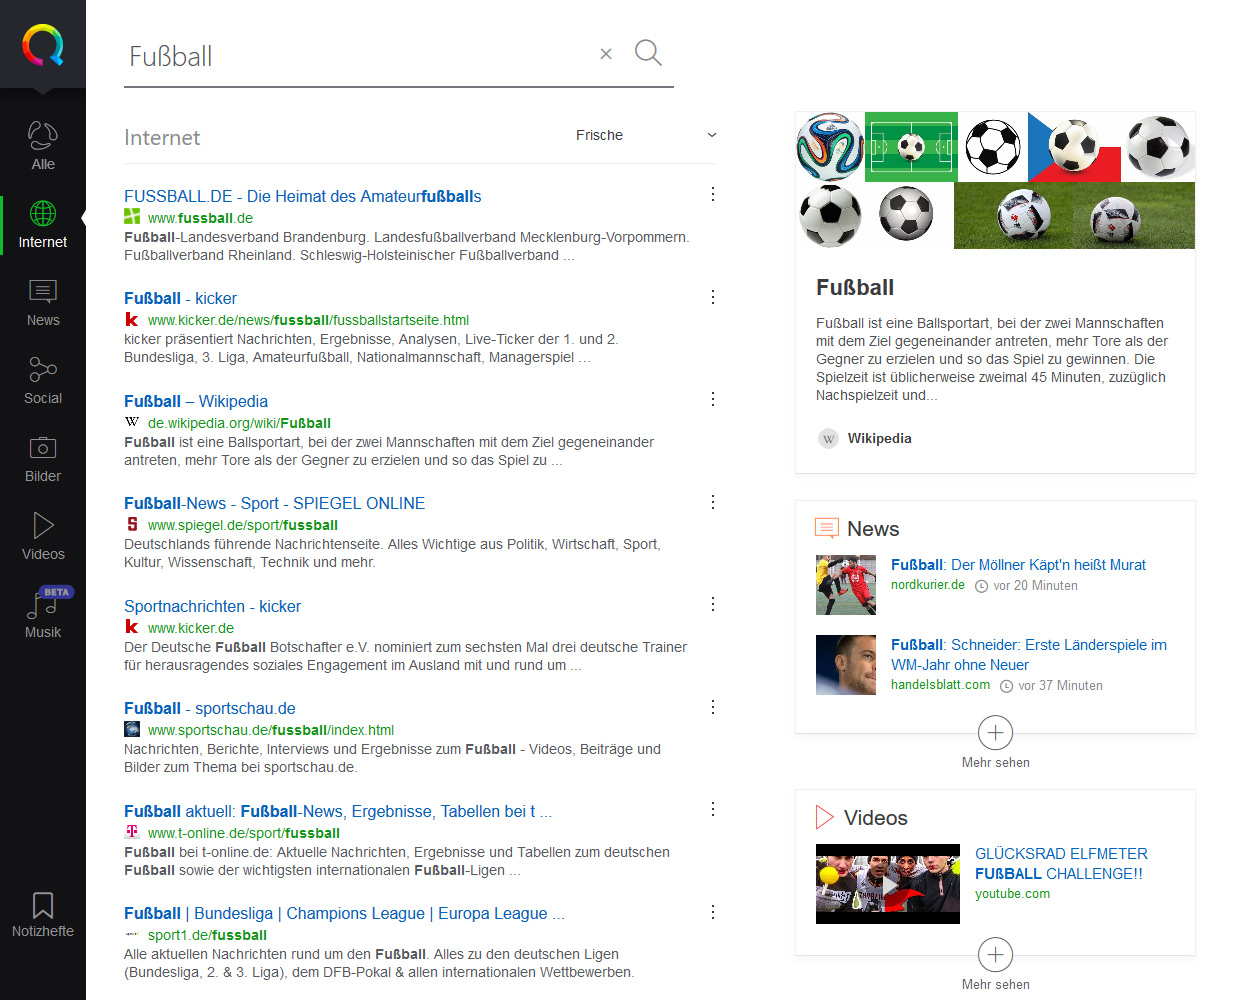 Fußball
Alle
Internet
News
Social
Bilder
Videos
BETA
Musik
Notizhefte
Internet
Frische
FUSSBALL.DE - Die Heimat des Amateurfußballs
www.fussball.de
Fußball-Landesverband Brandenburg. Landesfußballverband Mecklenburg-Vorpommern.
Fußballverband Rheinland. Schleswig-Holsteinischer Fußballverband ...
Fußball - kicker
www.kicker.de/news/fussball/fussballstartseite.html
kicker präsentiert Nachrichten, Ergebnisse, Analysen, Live-Ticker der 1. und 2.
Bundesliga, 3. Liga, Amateurfußball, Nationalmannschaft, Managerspiel ...
Fußball – Wikipedia
W de.wikipedia.org/wiki/Fußball
Fußball ist eine Ballsportart, bei der zwei Mannschaften mit dem Ziel gegeneinander
antreten, mehr Tore als der Gegner zu erzielen und so das Spiel zu ...
Fußball-News - Sport - SPIEGEL ONLINE
S www.spiegel.de/sport/fussball
Deutschlands führende Nachrichtenseite. Alles Wichtige aus Politik, Wirtschaft, Sport,
Kultur, Wissenschaft, Technik und mehr.
Sportnachrichten - kicker
k www.kicker.de
Der Deutsche Fußball Botschafter e.V. nominiert zum sechsten Mal drei deutsche Trainer
für herausragendes soziales Engagement im Ausland mit und rund um ...
Fußball - sportschau.de
www.sportschau.de/fussball/index.html
Nachrichten, Berichte, Interviews und Ergebnisse zum Fußball - Videos, Beiträge und
Bilder zum Thema bei sportschau.de.
Fußball aktuell: Fußball-News, Ergebnisse, Tabellen bei t ...
T www.t-online.de/sport/fussball
Fußball bei t-online.de: Aktuelle Nachrichten, Ergebnisse und Tabellen zum deutschen
Fußball sowie der wichtigsten internationalen Fußball-Ligen ...
Fußball | Bundesliga | Champions League | Europa League ...
sport1.de/fussball
Alle aktuellen Nachrichten rund um den Fußball. Alles zu den deutschen Ligen
(Bundesliga, 2. & 3. Liga), dem DFB-Pokal & allen internationalen Wettbewerben.
Fußball
Fußball ist eine Ballsportart, bei der zwei Mannschaften
mit dem Ziel gegeneinander antreten, mehr Tore als der
Gegner zu erzielen und so das Spiel zu gewinnen. Die
Spielzeit ist üblicherweise zweimal 45 Minuten, zuzüglich
Nachspielzeit und...
W Wikipedia
News
Fußball: Der Möllner Käpt'n heißt Murat
nordkurier.de vor 20 Minuten
Fußball: Schneider: Erste Länderspiele im
WM-Jahr ohne Neuer
handelsblatt.com vor 37 Minuten
Mehr sehen
Videos
GLÜCKSRAD ELFMETER
FUßBALL CHALLENGE!!
youtube.com
Mehr sehen